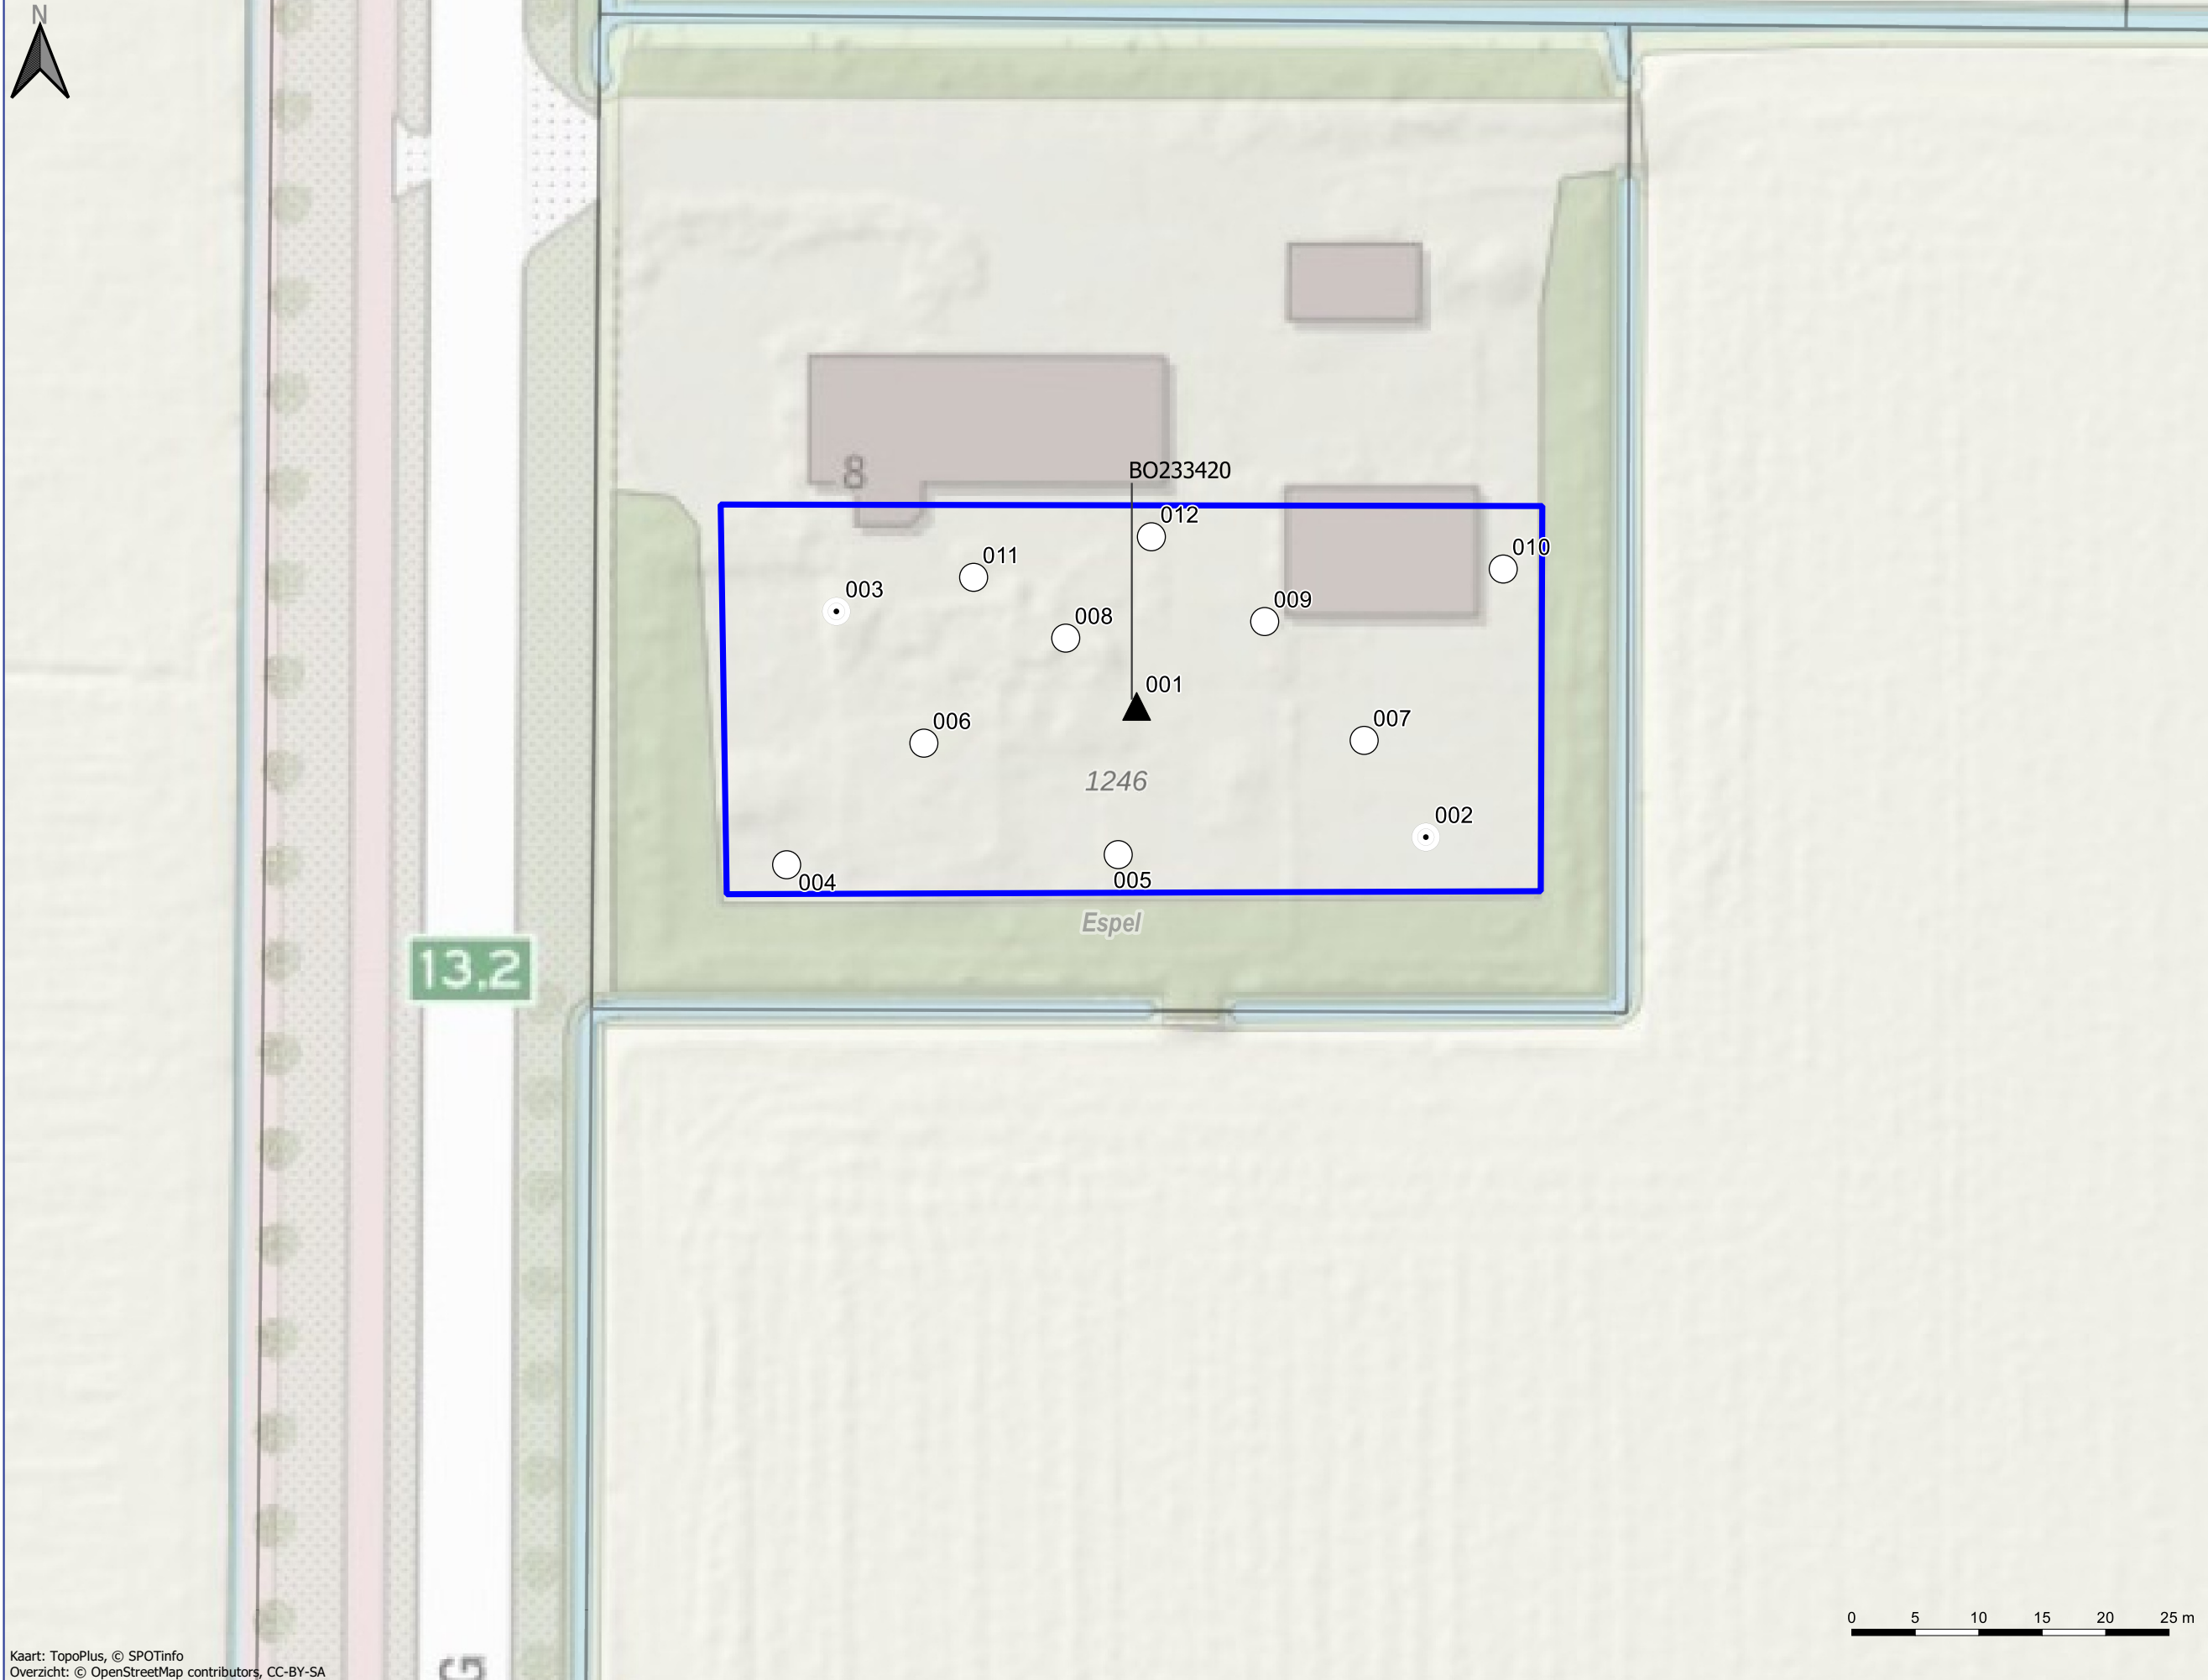 N
8
BO233420
012
011
010
003
009
008
001
006
007
1246
002
004
005
Espel
13,2
G
0 5 10 15 20 25 m
Kaart: TopoPlus, © SPOTinfo
Overzicht: © OpenStreetMap contributors, CC-BY-SA